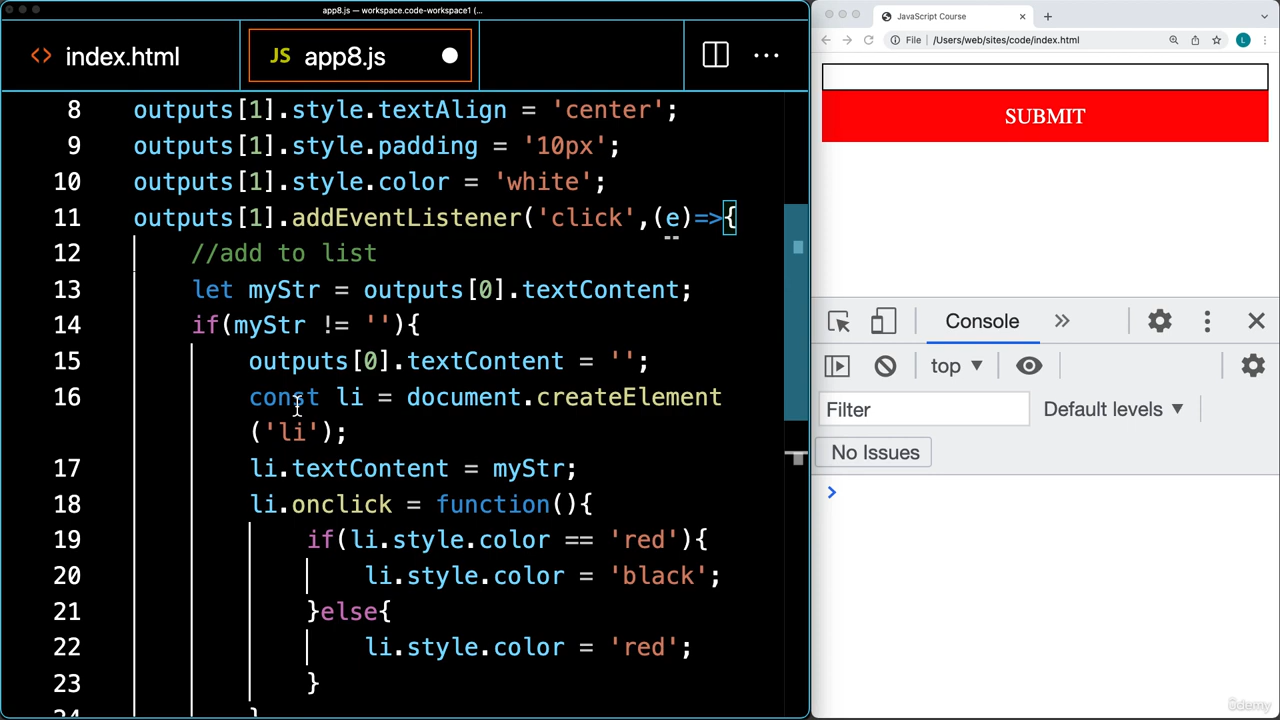 app8.js — workspace.code-workspace1 (...
index.html
JS app8.js
8 outputs[1].style.textAlign = 'center';
9 outputs[1].style.padding = '10px';
10 outputs[1].style.color = 'white';
11 outputs[1].addEventListener('click',(e)=>{
12 //add to list
13 let myStr = outputs[0].textContent;
14 if(myStr != ''){
15 outputs[0].textContent = '';
16 const li = document.createElement
('li');
17 li.textContent = myStr;
18 li.onclick = function(){
19 if(li.style.color == 'red'){
20 li.style.color = 'black';
21 }else{
22 li.style.color = 'red';
23 }
24 }
JavaScript Course
L
File /Users/web/sites/code/index.html
SUBMIT
Console
top
Filter
Default levels
No Issues
ûdemy